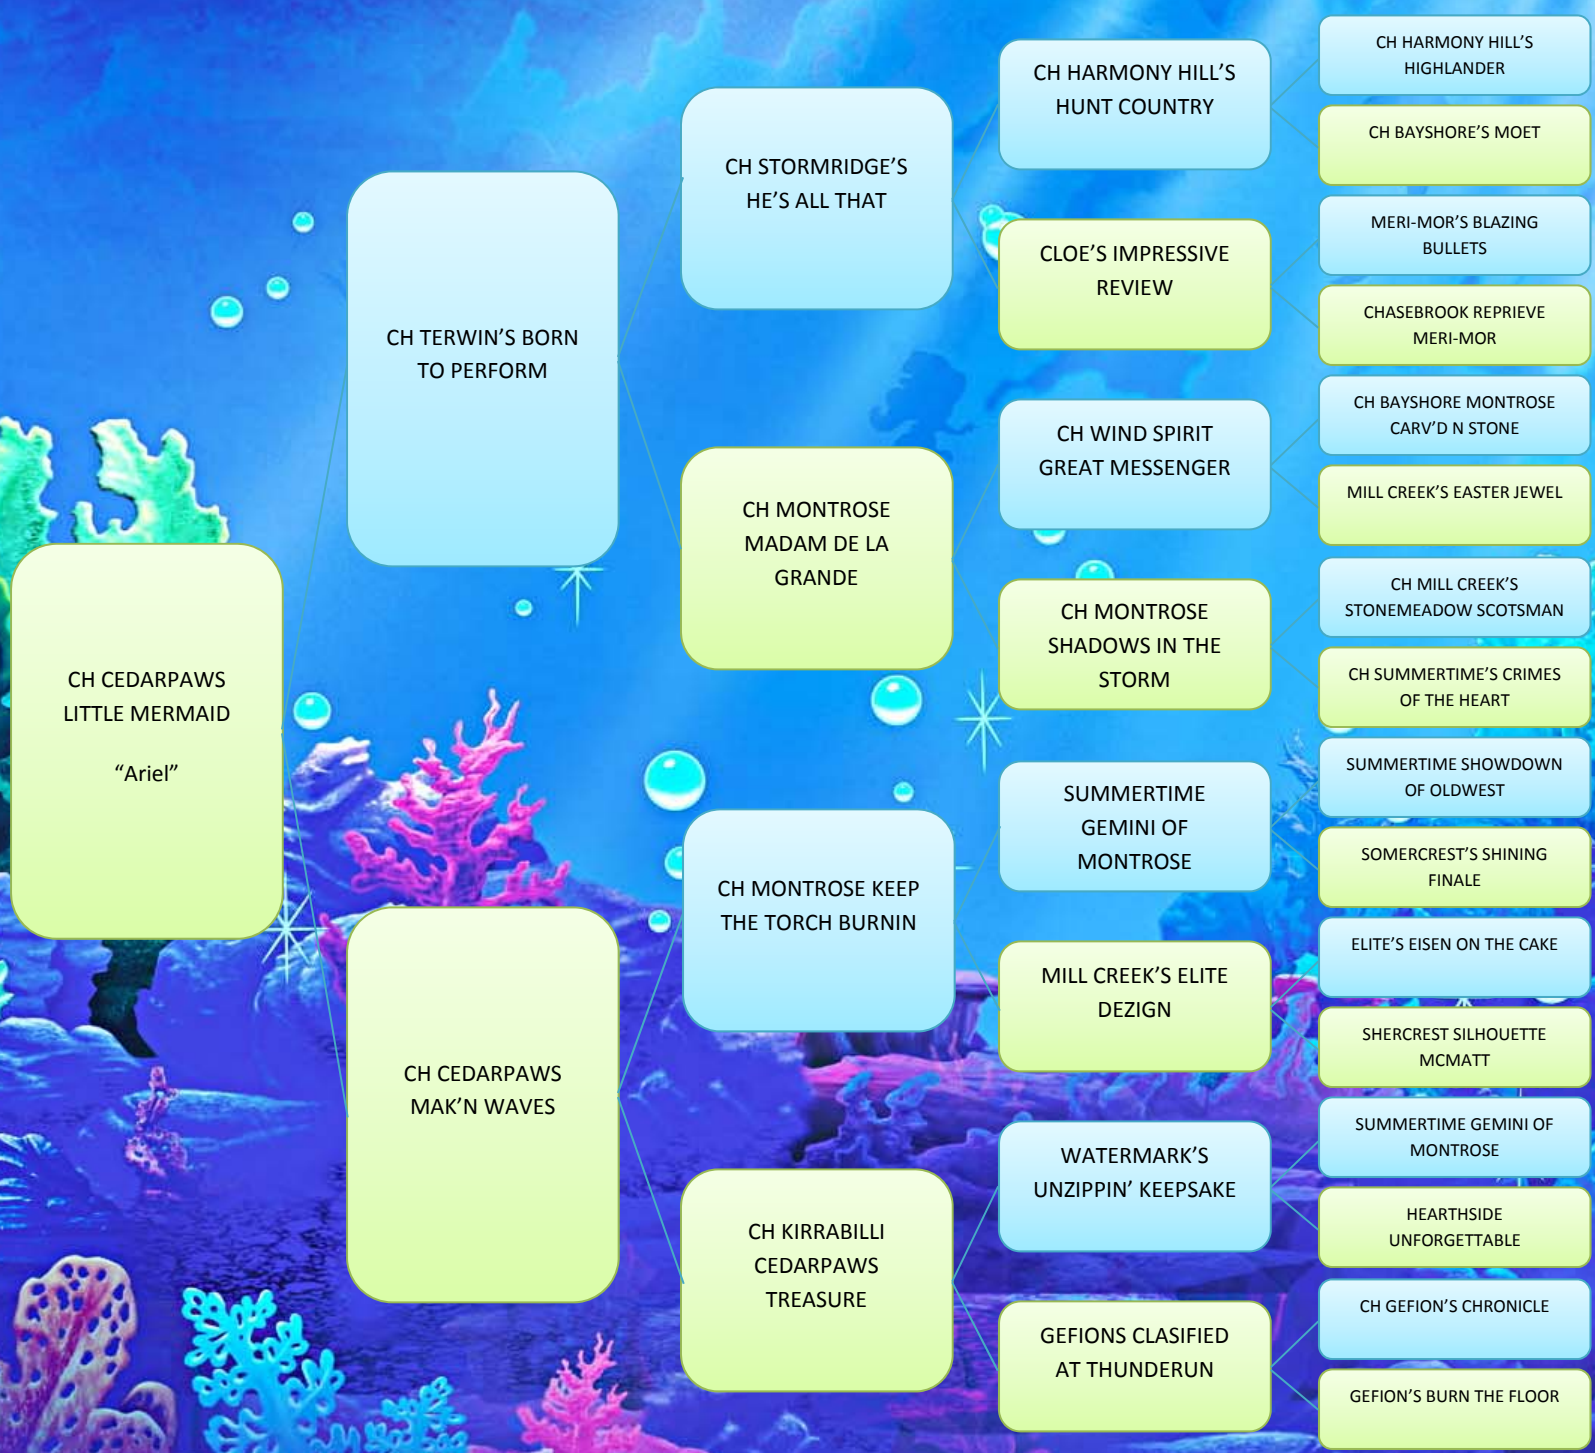 CH CEDARPAWS
LITTLE MERMAID
“Ariel”
CH TERWIN’S BORN
TO PERFORM
CH CEDARPAWS
MAK’N WAVES
CH STORMRIDGE’S
HE’S ALL THAT
CH MONTROSE
MADAM DE LA
GRANDE
CH MONTROSE KEEP
THE TORCH BURNIN
CH KIRRABILLI
CEDARPAWS
TREASURE
CH HARMONY HILL’S
HUNT COUNTRY
CLOE’S IMPRESSIVE
REVIEW
CH WIND SPIRIT
GREAT MESSENGER
CH MONTROSE
SHADOWS IN THE
STORM
SUMMERTIME
GEMINI OF
MONTROSE
MILL CREEK’S ELITE
DEZIGN
WATERMARK’S
UNZIPPIN’ KEEPSAKE
GEFIONS CLASIFIED
AT THUNDERUN
CH HARMONY HILL’S
HIGHLANDER
CH BAYSHORE’S MOET
MERI-MOR’S BLAZING
BULLETS
CHASEBROOK REPRIEVE
MERI-MOR
CH BAYSHORE MONTROSE
CARV’D N STONE
MILL CREEK’S EASTER JEWEL
CH MILL CREEK’S
STONEMEADOW SCOTSMAN
CH SUMMERTIME’S CRIMES
OF THE HEART
SUMMERTIME SHOWDOWN
OF OLDWEST
SOMERCREST’S SHINING
FINALE
ELITE’S EISEN ON THE CAKE
SHERCREST SILHOUETTE
MCMATT
SUMMERTIME GEMINI OF
MONTROSE
HEARTHSIDE
UNFORGETTABLE
CH GEFION’S CHRONICLE
GEFION’S BURN THE FLOOR